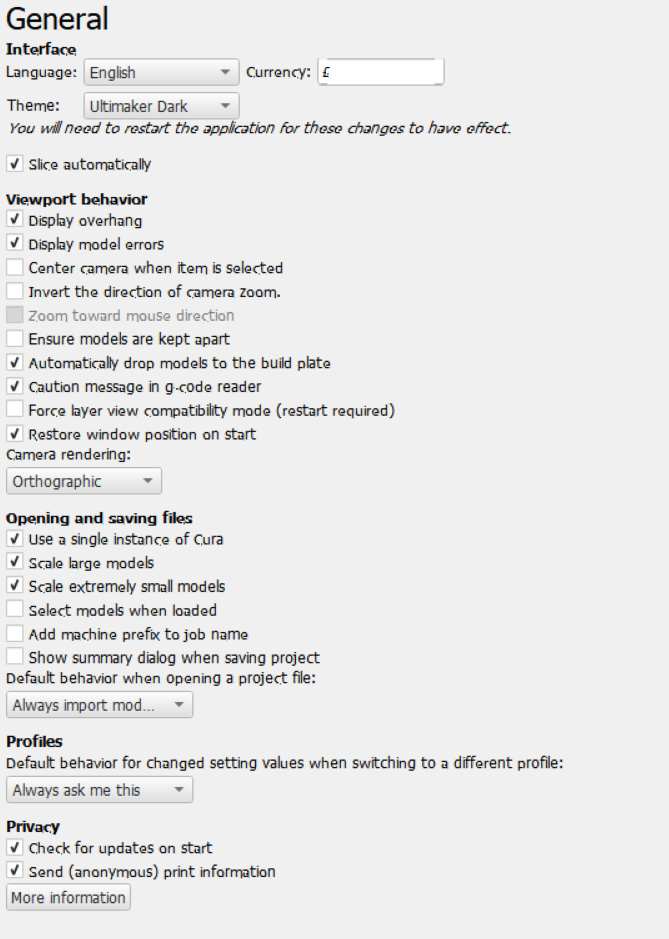 General
Interface
Language: English Currency: £
Theme: Ultimaker Dark
You will need to restart the application for these changes to have effect.
Slice automatically
Viewport behavior
Display overhang
Display model errors
Center camera when item is selected
Invert the direction of camera zoom.
Zoom toward mouse direction
Ensure models are kept apart
Automatically drop models to the build plate
Caution message in g-code reader
Force layer view compatibility mode (restart required)
Restore window position on start
Camera rendering:
Orthographic
Opening and saving files
Use a single instance of Cura
Scale large models
Scale extremely small models
Select models when loaded
Add machine prefix to job name
Show summary dialog when saving project
Default behavior when opening a project file:
Always import mod...
Profiles
Default behavior for changed setting values when switching to a different profile:
Always ask me this
Privacy
Check for updates on start
Send (anonymous) print information
More information